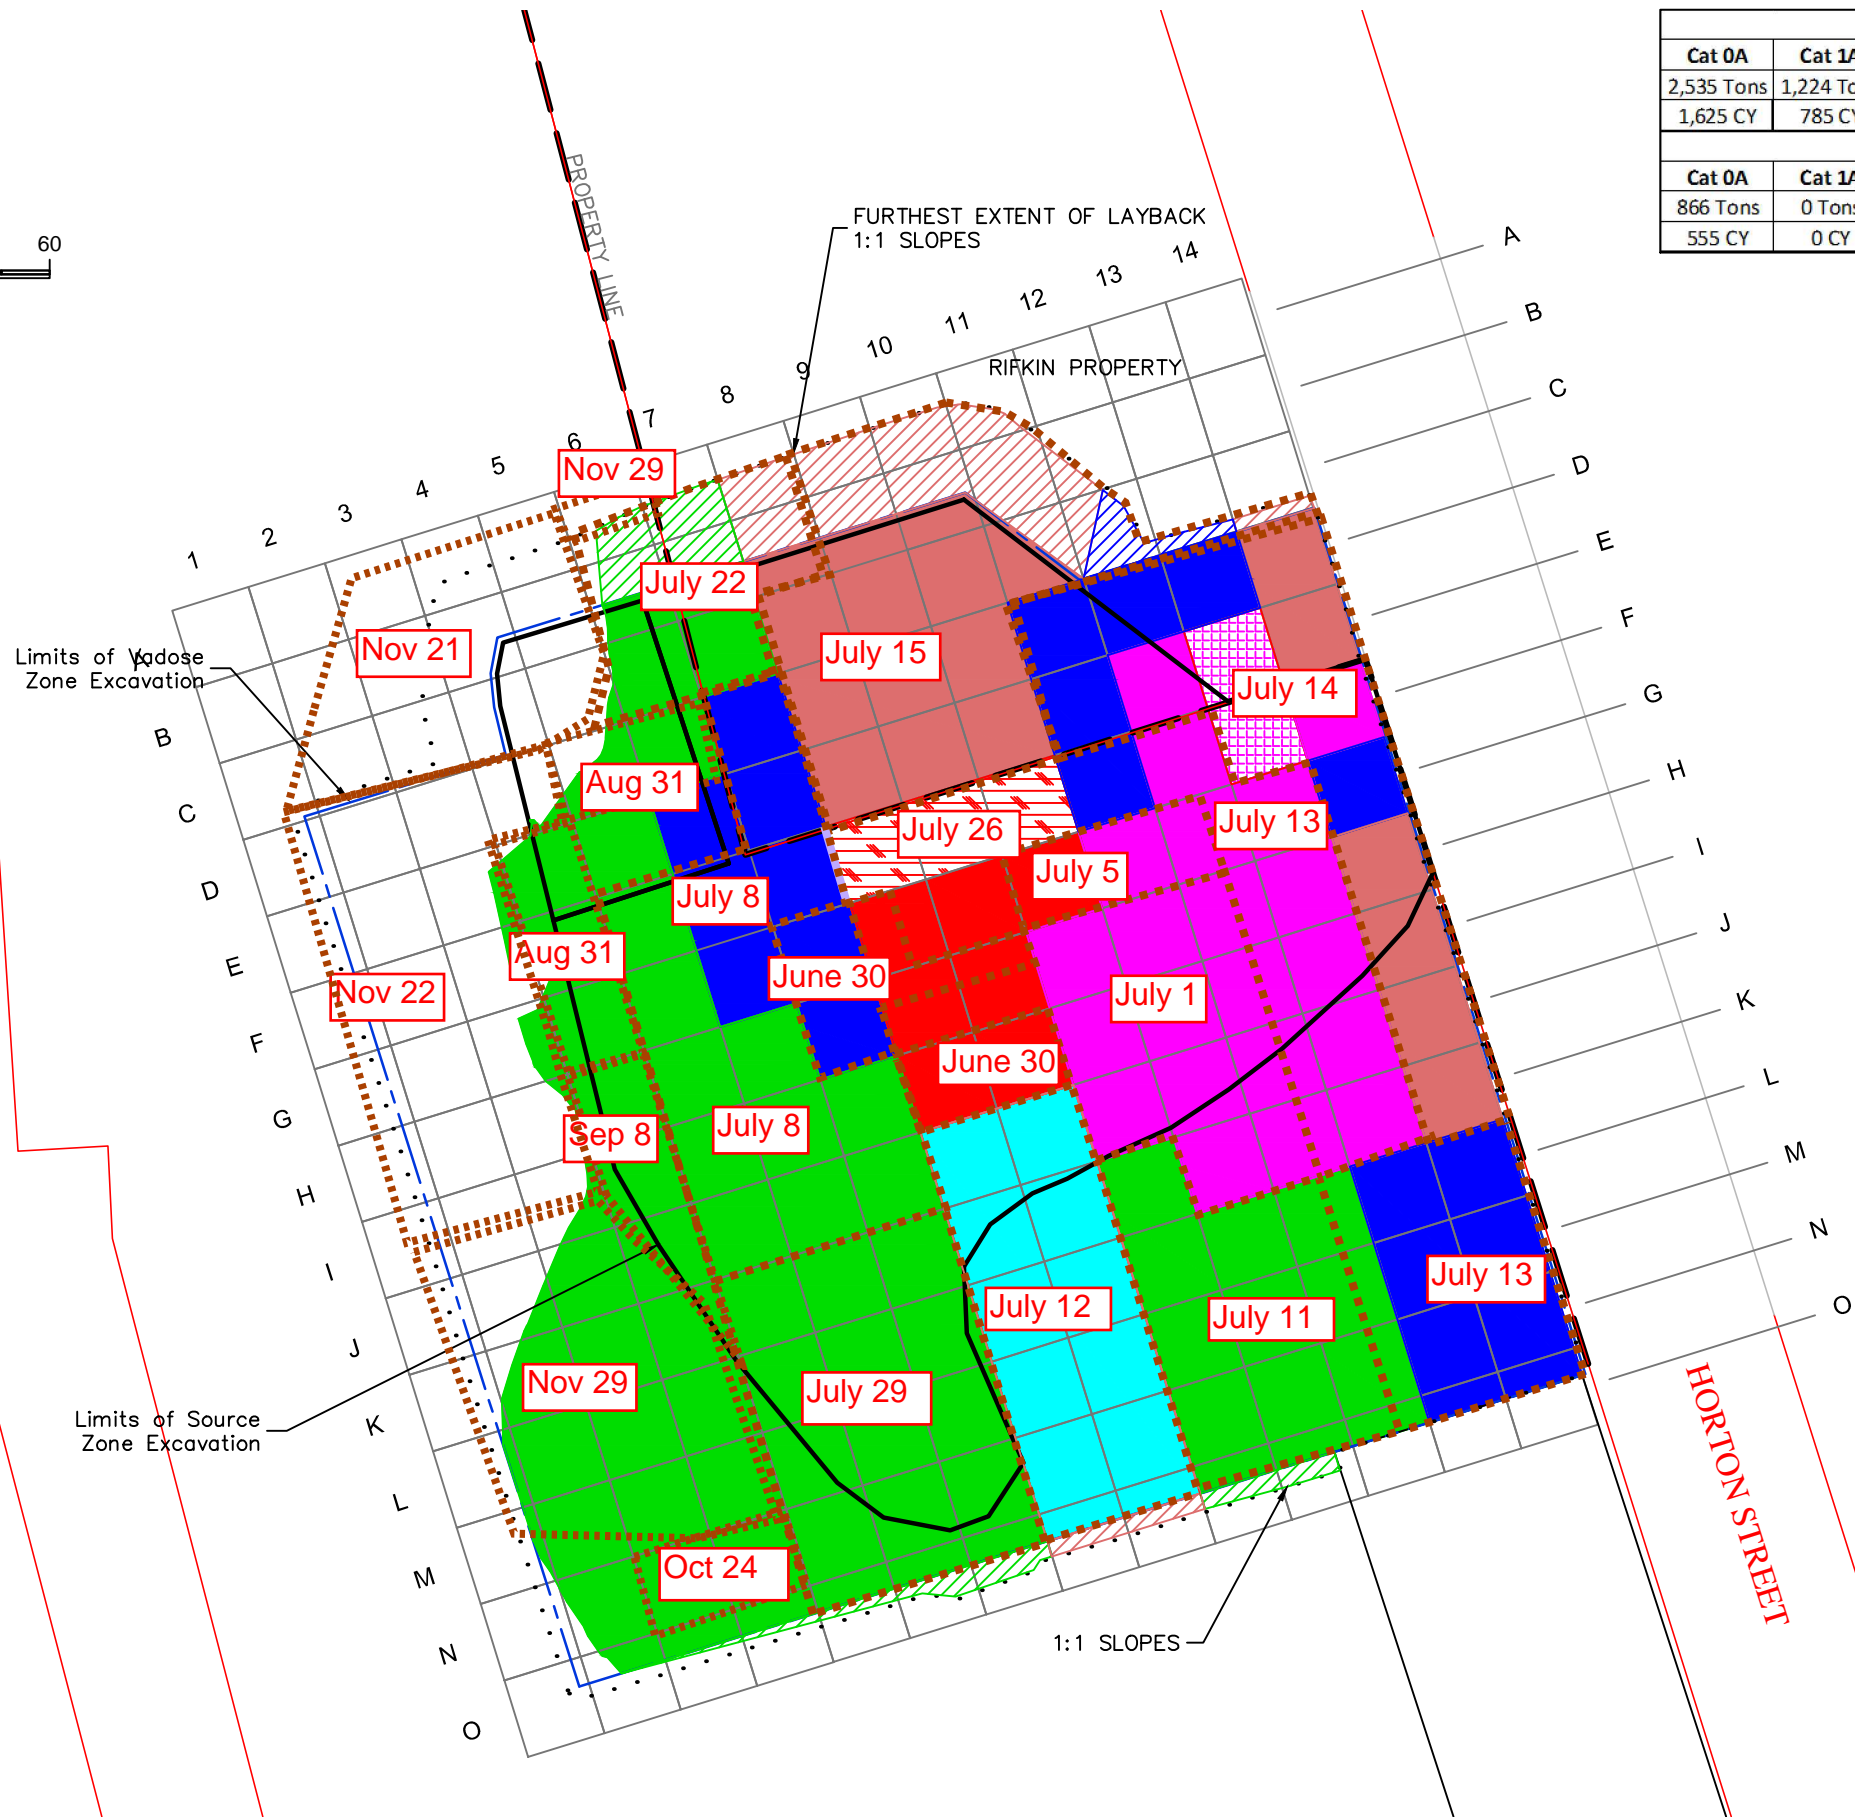 Cat 0A
2,535 Tons
1,625 CY
785 CY
Cat 0A
866 Tons
0 Tons
555 CY
0 CY
60
PROPERTY LINE
FURTHEST EXTENT OF LAYBACK
1:1 SLOPES
RIFKIN PROPERTY
1
2
3
4
5
6
7
8
9
10
11
12
13
14
A
B
C
D
E
F
G
H
I
J
K
L
M
N
O
Limits of Vadose
Zone Excavation
A
B
C
D
E
F
G
H
I
J
K
L
M
N
O
Nov 29
July 22
Nov 21
July 15
July 14
Aug 31
July 26
July 13
July 5
July 8
Aug 31
June 30
Nov 22
July 1
June 30
Sep 8
July 8
July 13
July 12
July 11
Nov 29
July 29
Oct 24
Limits of Source
Zone Excavation
1:1 SLOPES
HORTON STREET